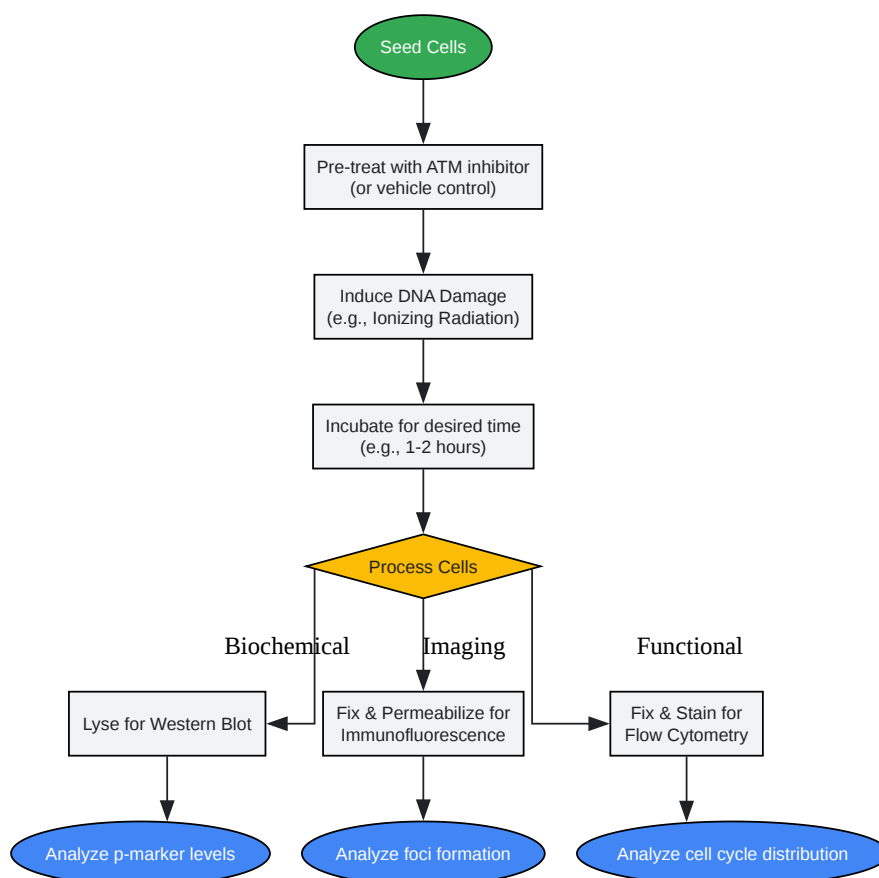 Seed Cells
Pre-treat with ATM inhibitor
(or vehicle control)
Induce DNA Damage
(e.g., Ionizing Radiation)
Incubate for desired time
(e.g., 1-2 hours)
Process Cells
Biochemical
Imaging
Functional
Lyse for Western Blot
Fix & Permeabilize for
Immunofluorescence
Fix & Stain for
Flow Cytometry
Analyze p-marker levels
Analyze foci formation
Analyze cell cycle distribution